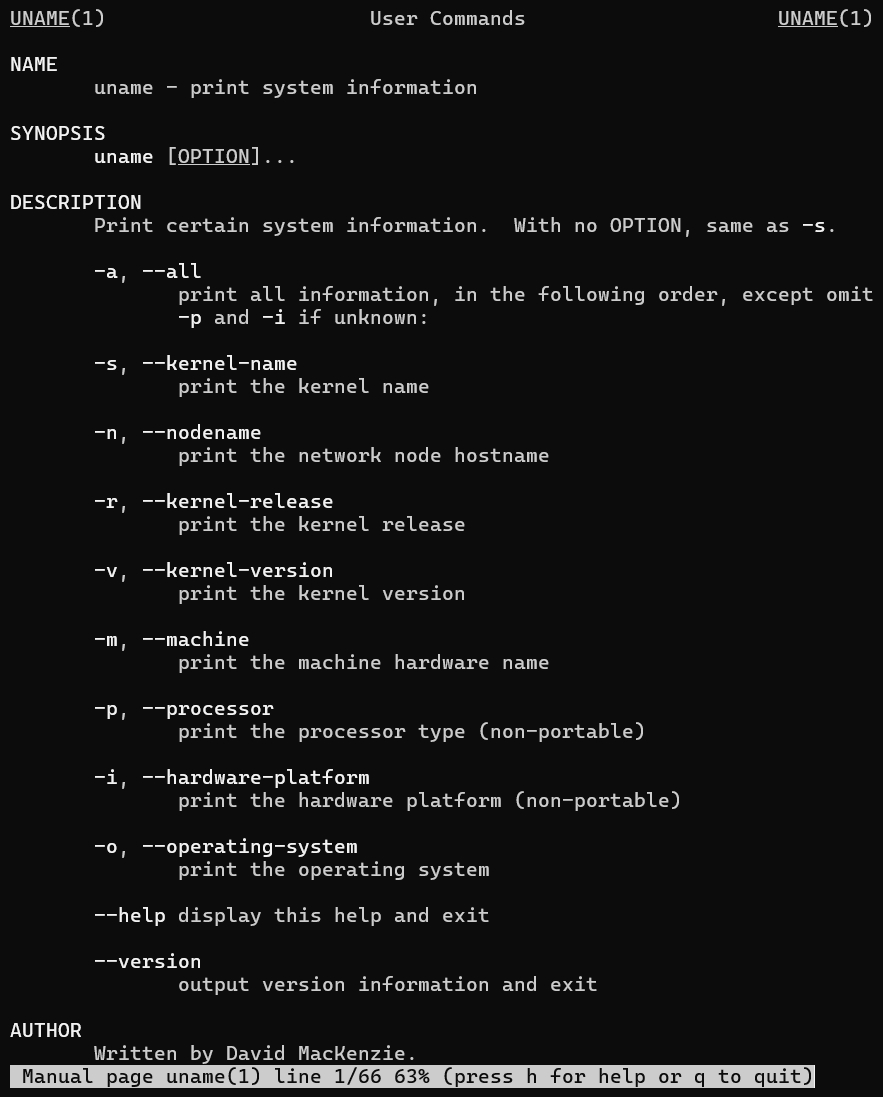 UNAME(1)                      User Commands                     UNAME(1)
NAME
       uname - print system information
SYNOPSIS
       uname [OPTION]...
DESCRIPTION
       Print certain system information.  With no OPTION, same as -s.
       -a, --all
              print all information, in the following order, except omit
              -p and -i if unknown:
       -s, --kernel-name
              print the kernel name
       -n, --nodename
              print the network node hostname
       -r, --kernel-release
              print the kernel release
       -v, --kernel-version
              print the kernel version
       -m, --machine
              print the machine hardware name
       -p, --processor
              print the processor type (non-portable)
       -i, --hardware-platform
              print the hardware platform (non-portable)
       -o, --operating-system
              print the operating system
       --help display this help and exit
       --version
              output version information and exit
AUTHOR
       Written by David MacKenzie.
 Manual page uname(1) line 1/66 63% (press h for help or q to quit)